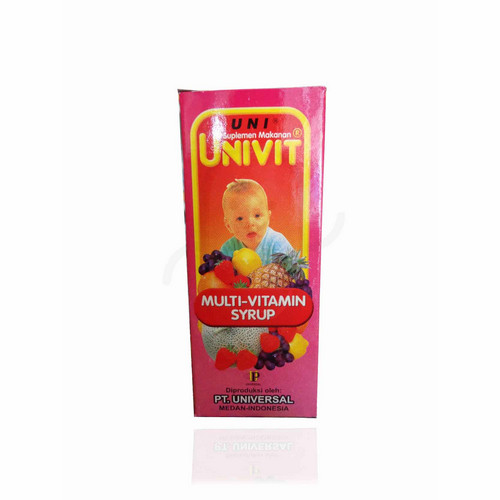 UNI
Suplemen Makanan
UNIVIT ®
MULTI-VITAMIN
SYRUP
Diproduksi oleh:
PT. UNIVERSAL
MEDAN-INDONESIA